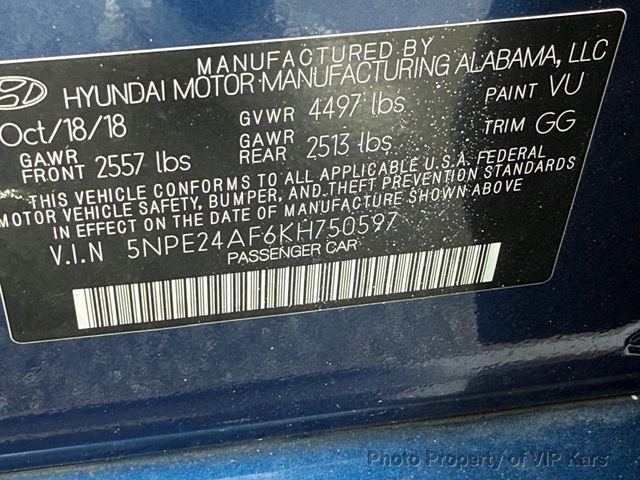 MANUFACTURED BY
HYUNDAI MOTOR MANUFACTURING ALABAMA, LLC
Oct/18/18 GVWR 4497 lbs PAINT VU
GAWR FRONT 2557 lbs GAWR REAR 2513 lbs TRIM GG
THIS VEHICLE CONFORMS TO ALL APPLICABLE U.S.A. FEDERAL
MOTOR VEHICLE SAFETY, BUMPER, AND THEFT PREVENTION STANDARDS
IN EFFECT ON THE DATE OF MANUFACTURE SHOWN ABOVE
V.I.N 5NPE24AF6KH750597
PASSENGER CAR
Photo Property of VIP Kars